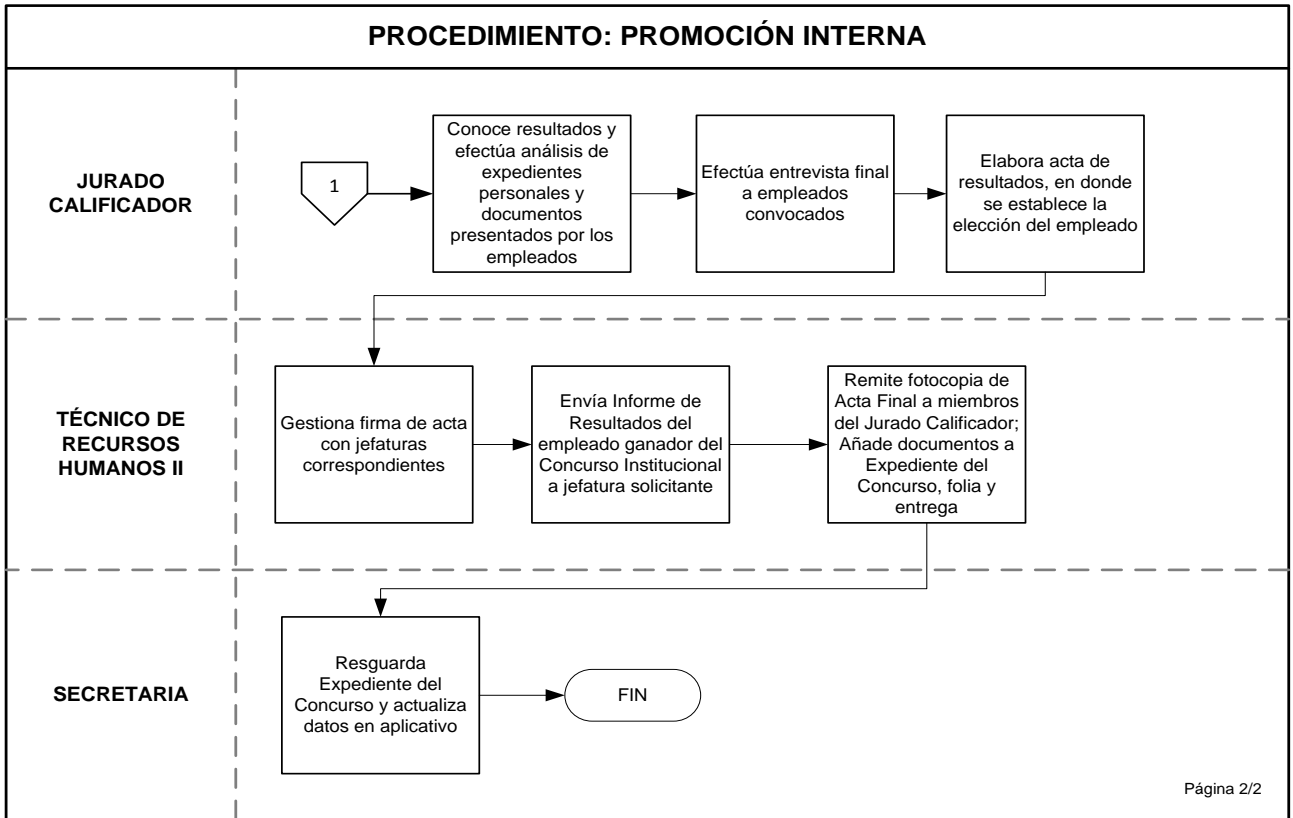 PROCEDIMIENTO: PROMOCIÓN INTERNA
JURADO
CALIFICADOR
1
Conoce resultados y
efectúa análisis de
expedientes
personales y
documentos
presentados por los
empleados
Efectúa entrevista final
a empleados
convocados
Elabora acta de
resultados, en donde
se establece la
elección del empleado
TÉCNICO DE
RECURSOS
HUMANOS II
Gestiona firma de acta
con jefaturas
correspondientes
Envía Informe de
Resultados del
empleado ganador del
Concurso Institucional
a jefatura solicitante
Remite fotocopia de
Acta Final a miembros
del Jurado Calificador;
Añade documentos a
Expediente del
Concurso, folia y
entrega
SECRETARIA
Resguarda
Expediente del
Concurso y actualiza
datos en aplicativo
FIN
Página 2/2